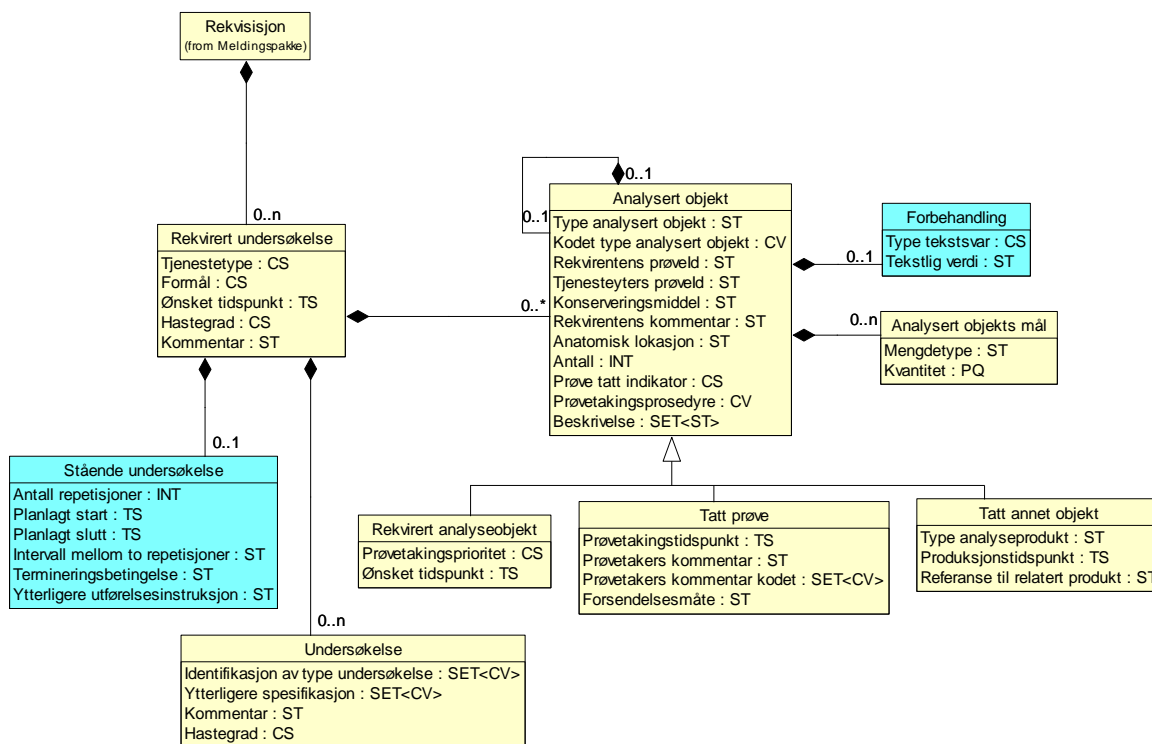 Rekvisisjon
(from Meldingspakke)
0..n
Rekvirert undersøkelse
Tjenestetype : CS
Formål : CS
Ønsket tidspunkt : TS
Hastegrad : CS
Kommentar : ST
0..*
0..1
0..1
Analysert objekt
Type analysert objekt : ST
Kodet type analysert objekt : CV
Rekvirentens prøveId : ST
Tjenesteyters prøveId : ST
Konserveringsmiddel : ST
Rekvirentens kommentar : ST
Anatomisk lokasjon : ST
Antall : INT
Prøve tatt indikator : CS
Prøvetakingsprosedyre : CV
Beskrivelse : SET<ST>
0..1
Forbehandling
Type tekstsvar : CS
Tekstlig verdi : ST
0..n
Analysert objekts mål
Mengdetype : ST
Kvantitet : PQ
0..1
Stående undersøkelse
Antall repetisjoner : INT
Planlagt start : TS
Planlagt slutt : TS
Intervall mellom to repetisjoner : ST
Termineringsbetingelse : ST
Ytterligere utførelsesinstruksjon : ST
Rekvirert analyseobjekt
Prøvetakingsprioritet : CS
Ønsket tidspunkt : TS
Tatt prøve
Prøvetakingstidspunkt : TS
Prøvetakers kommentar : ST
Prøvetakers kommentar kodet : SET<CV>
Forsendelsesmåte : ST
Tatt annet objekt
Type analyseprodukt : ST
Produksjonstidspunkt : TS
Referanse til relatert produkt : ST
0..n
Undersøkelse
Identifikasjon av type undersøkelse : SET<CV>
Ytterligere spesifikasjon : SET<CV>
Kommentar : ST
Hastegrad : CS